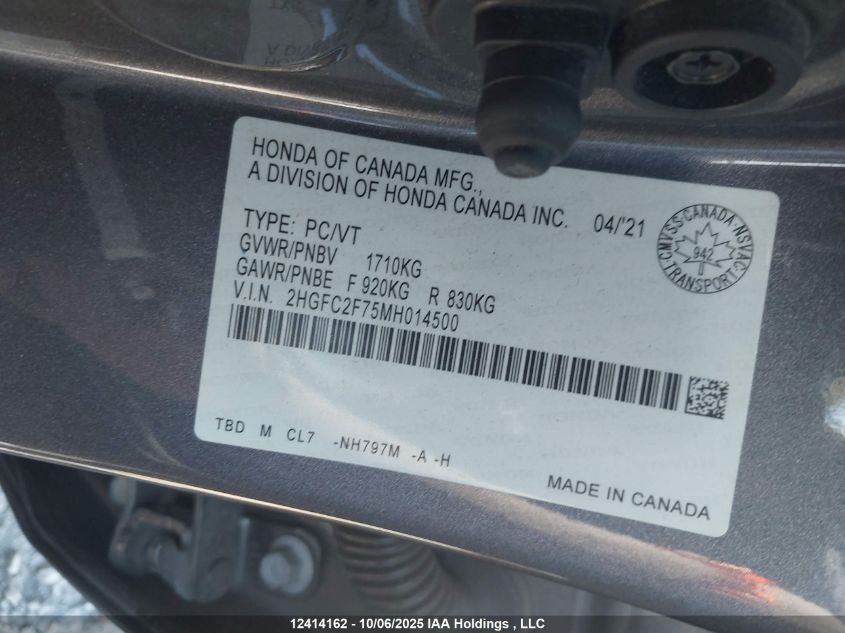 HONDA OF CANADA MFG.,
A DIVISION OF HONDA CANADA INC. 04/'21
TYPE: PC/VT
GVWR/PNBV 1710KG
GAWR/PNBE F 920KG R 830KG
V.I.N. 2HGFC2F75MH014500
CMVSS-CANADA-NSVAC
942
TRANSPORT
TBD M CL7 -NH797M -A -H
MADE IN CANADA
12414162 - 10/06/2025 IAA Holdings , LLC